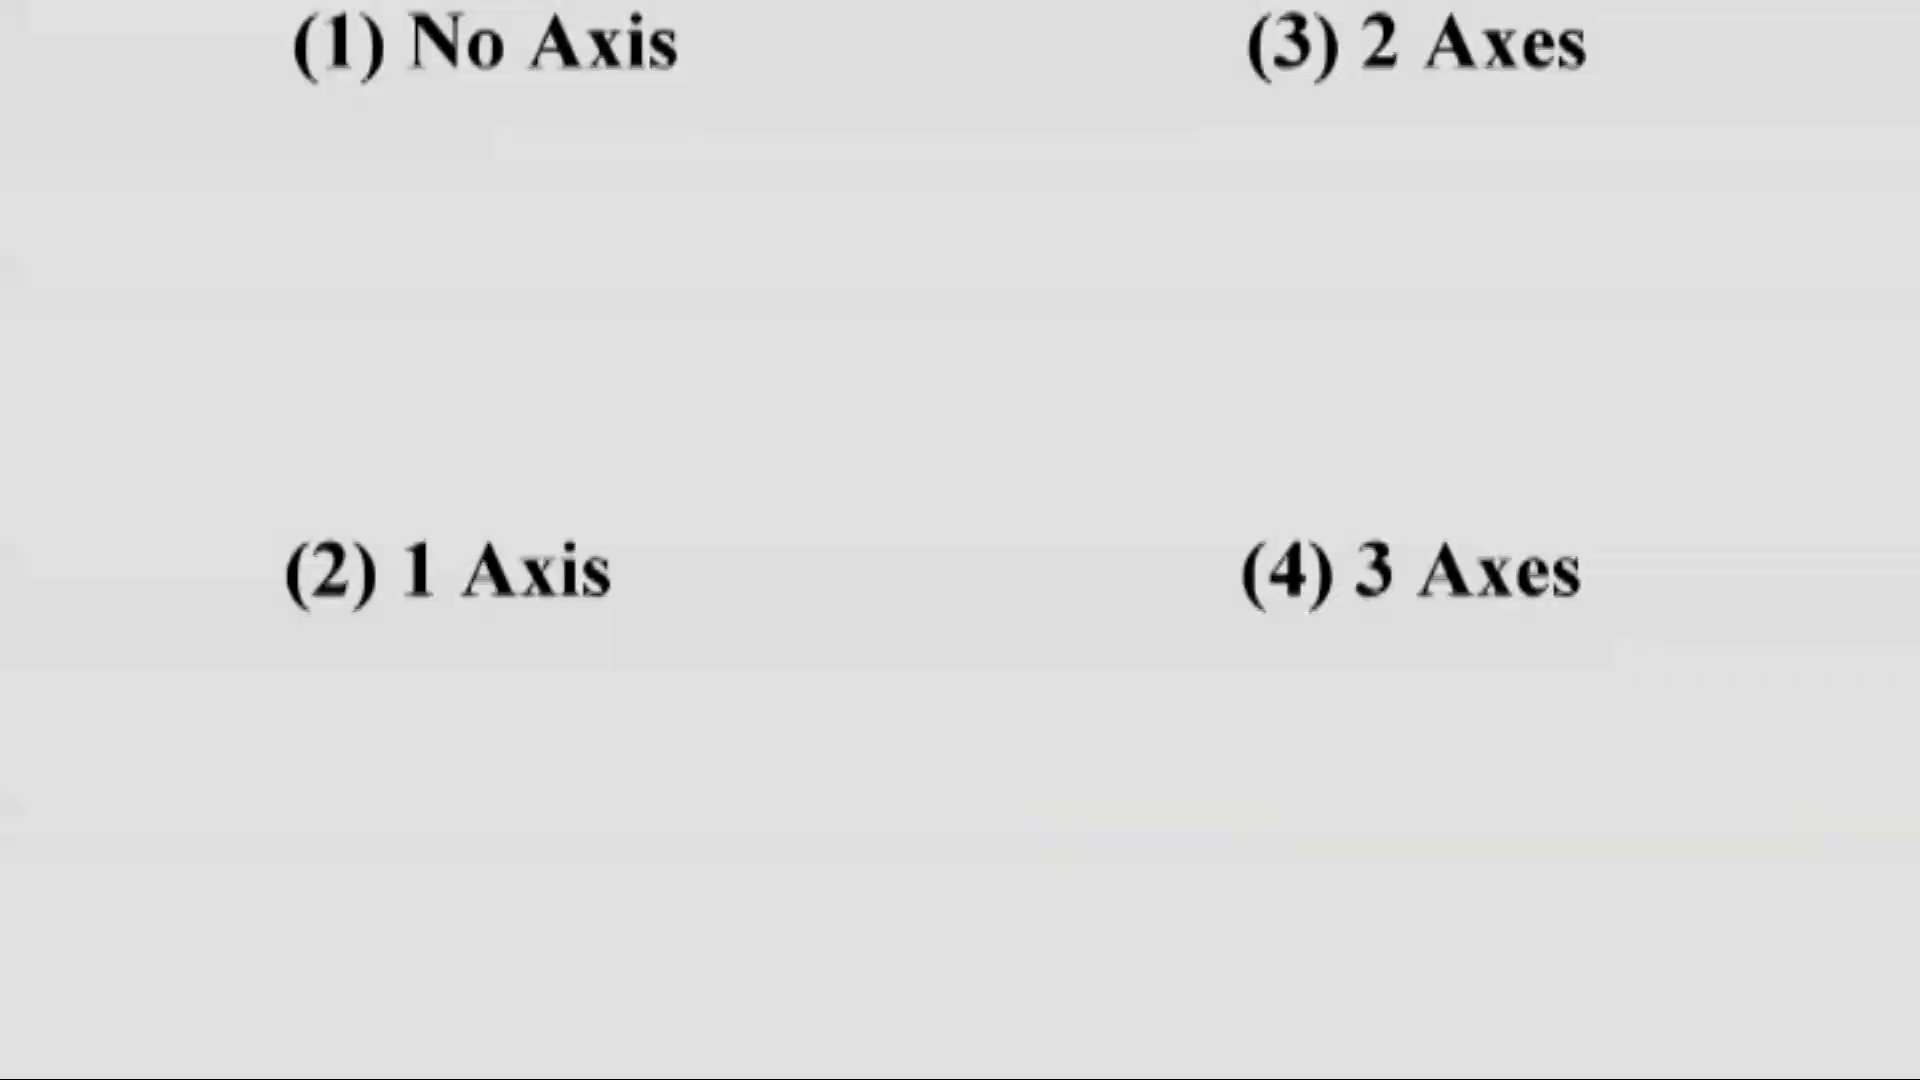 (1) No Axis
(3) 2 Axes
(2) 1 Axis
(4) 3 Axes